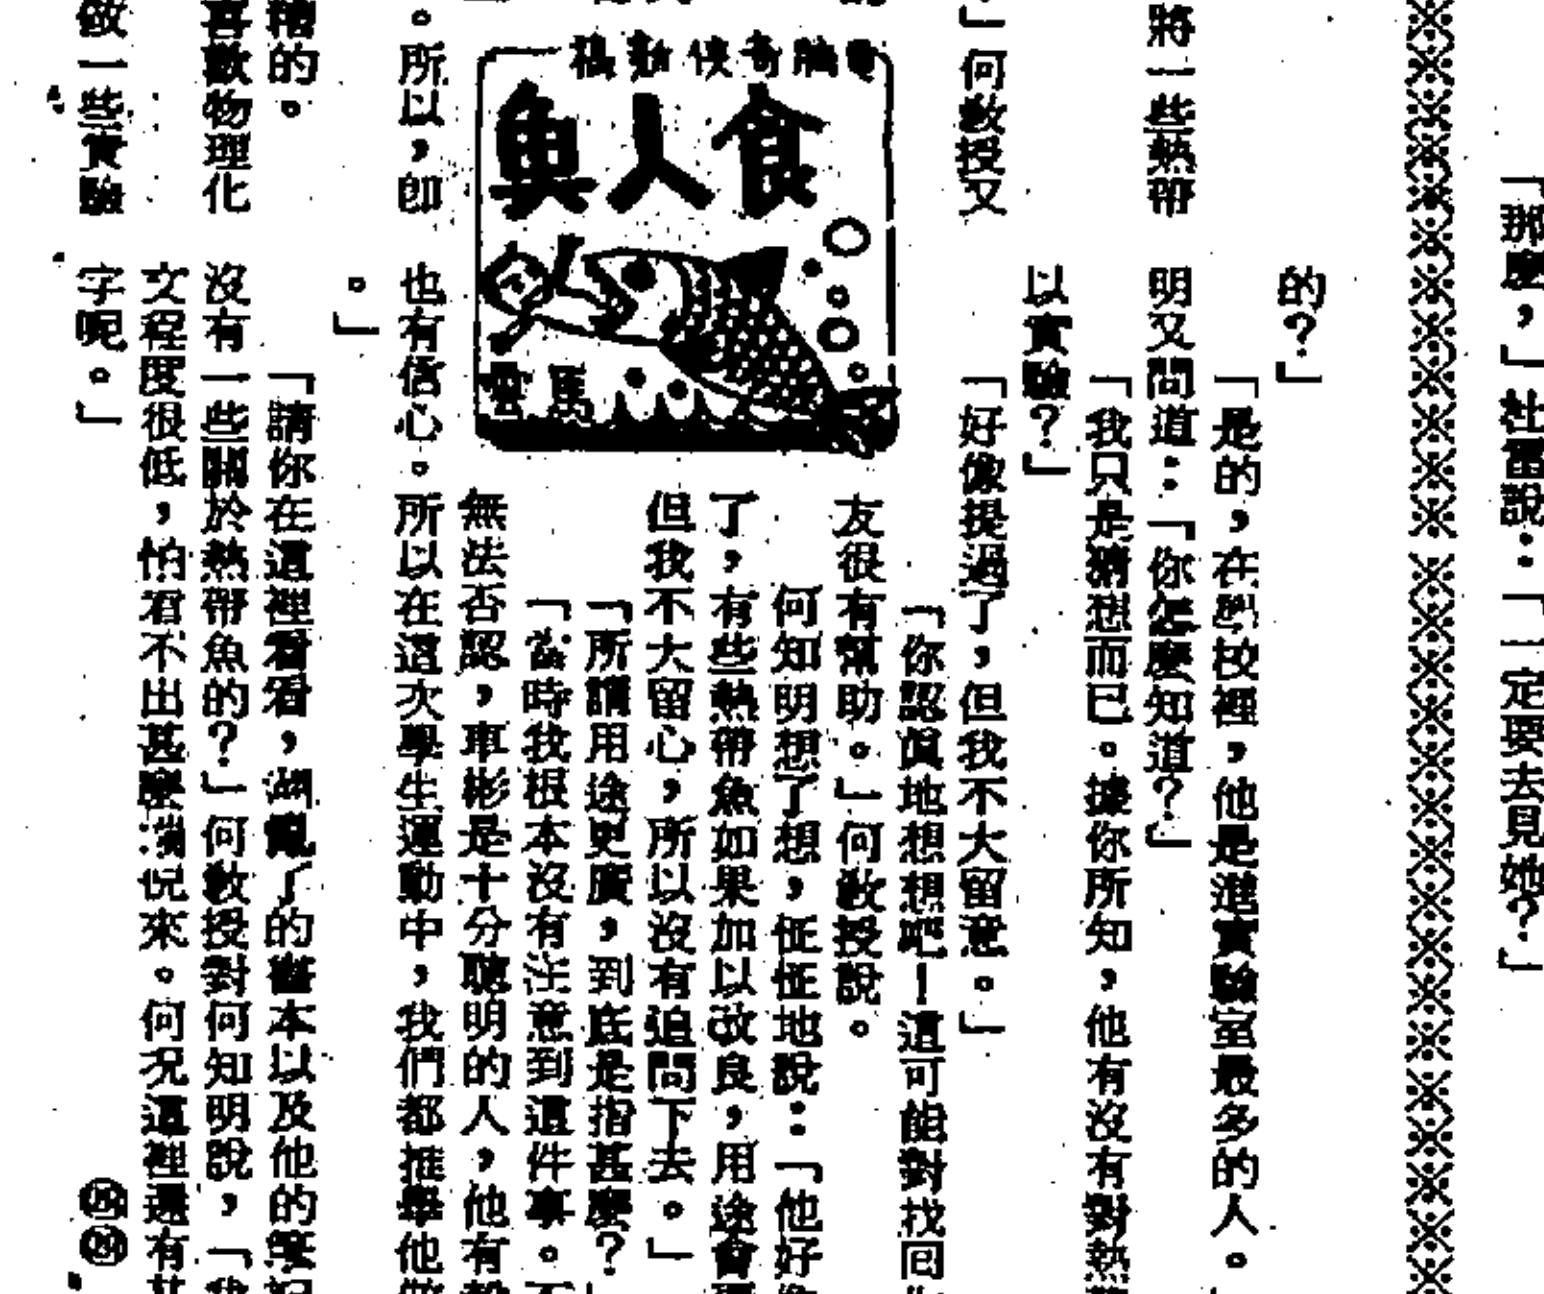 「那麼，」杜雷說：「一定要去見她？」
的？」
「是的，在學校裡，他是進實驗室最多的人。
將一些熱帶
明又問道：「你怎麼知道？」
「我只是猜想而已。據你所知，他有沒有對熱
以實驗？」
」何教授又
「好像提過了，但我不大留意。」
「你認真地想想吧！這可能對找回
友很有幫助。」何教授說。
何知明想了想，怔怔地說：「他好
了，有些熱帶魚如果加以改良，用途會
但我不大留心，所以沒有追問下去。」
「所謂用途更廣，到底是指甚麼？
「當時我根本沒有注意到這件事。不
無法否認，車彬是十分聰明的人，他有
電腦奇俠新稿
食人魚
馬雲
。所以，即
也有信心。所以在這次學生運動中，我們都推舉他做
。」
糟的。
「請你在這裡看看，胡亂了的書本以及他的筆記
喜歡物理化
沒有一些關於熱帶魚的？」何教授對何知明說，「我
文程度很低，怕看不出甚麼端倪來。何況這裡還有
做一些實驗
字呢。」